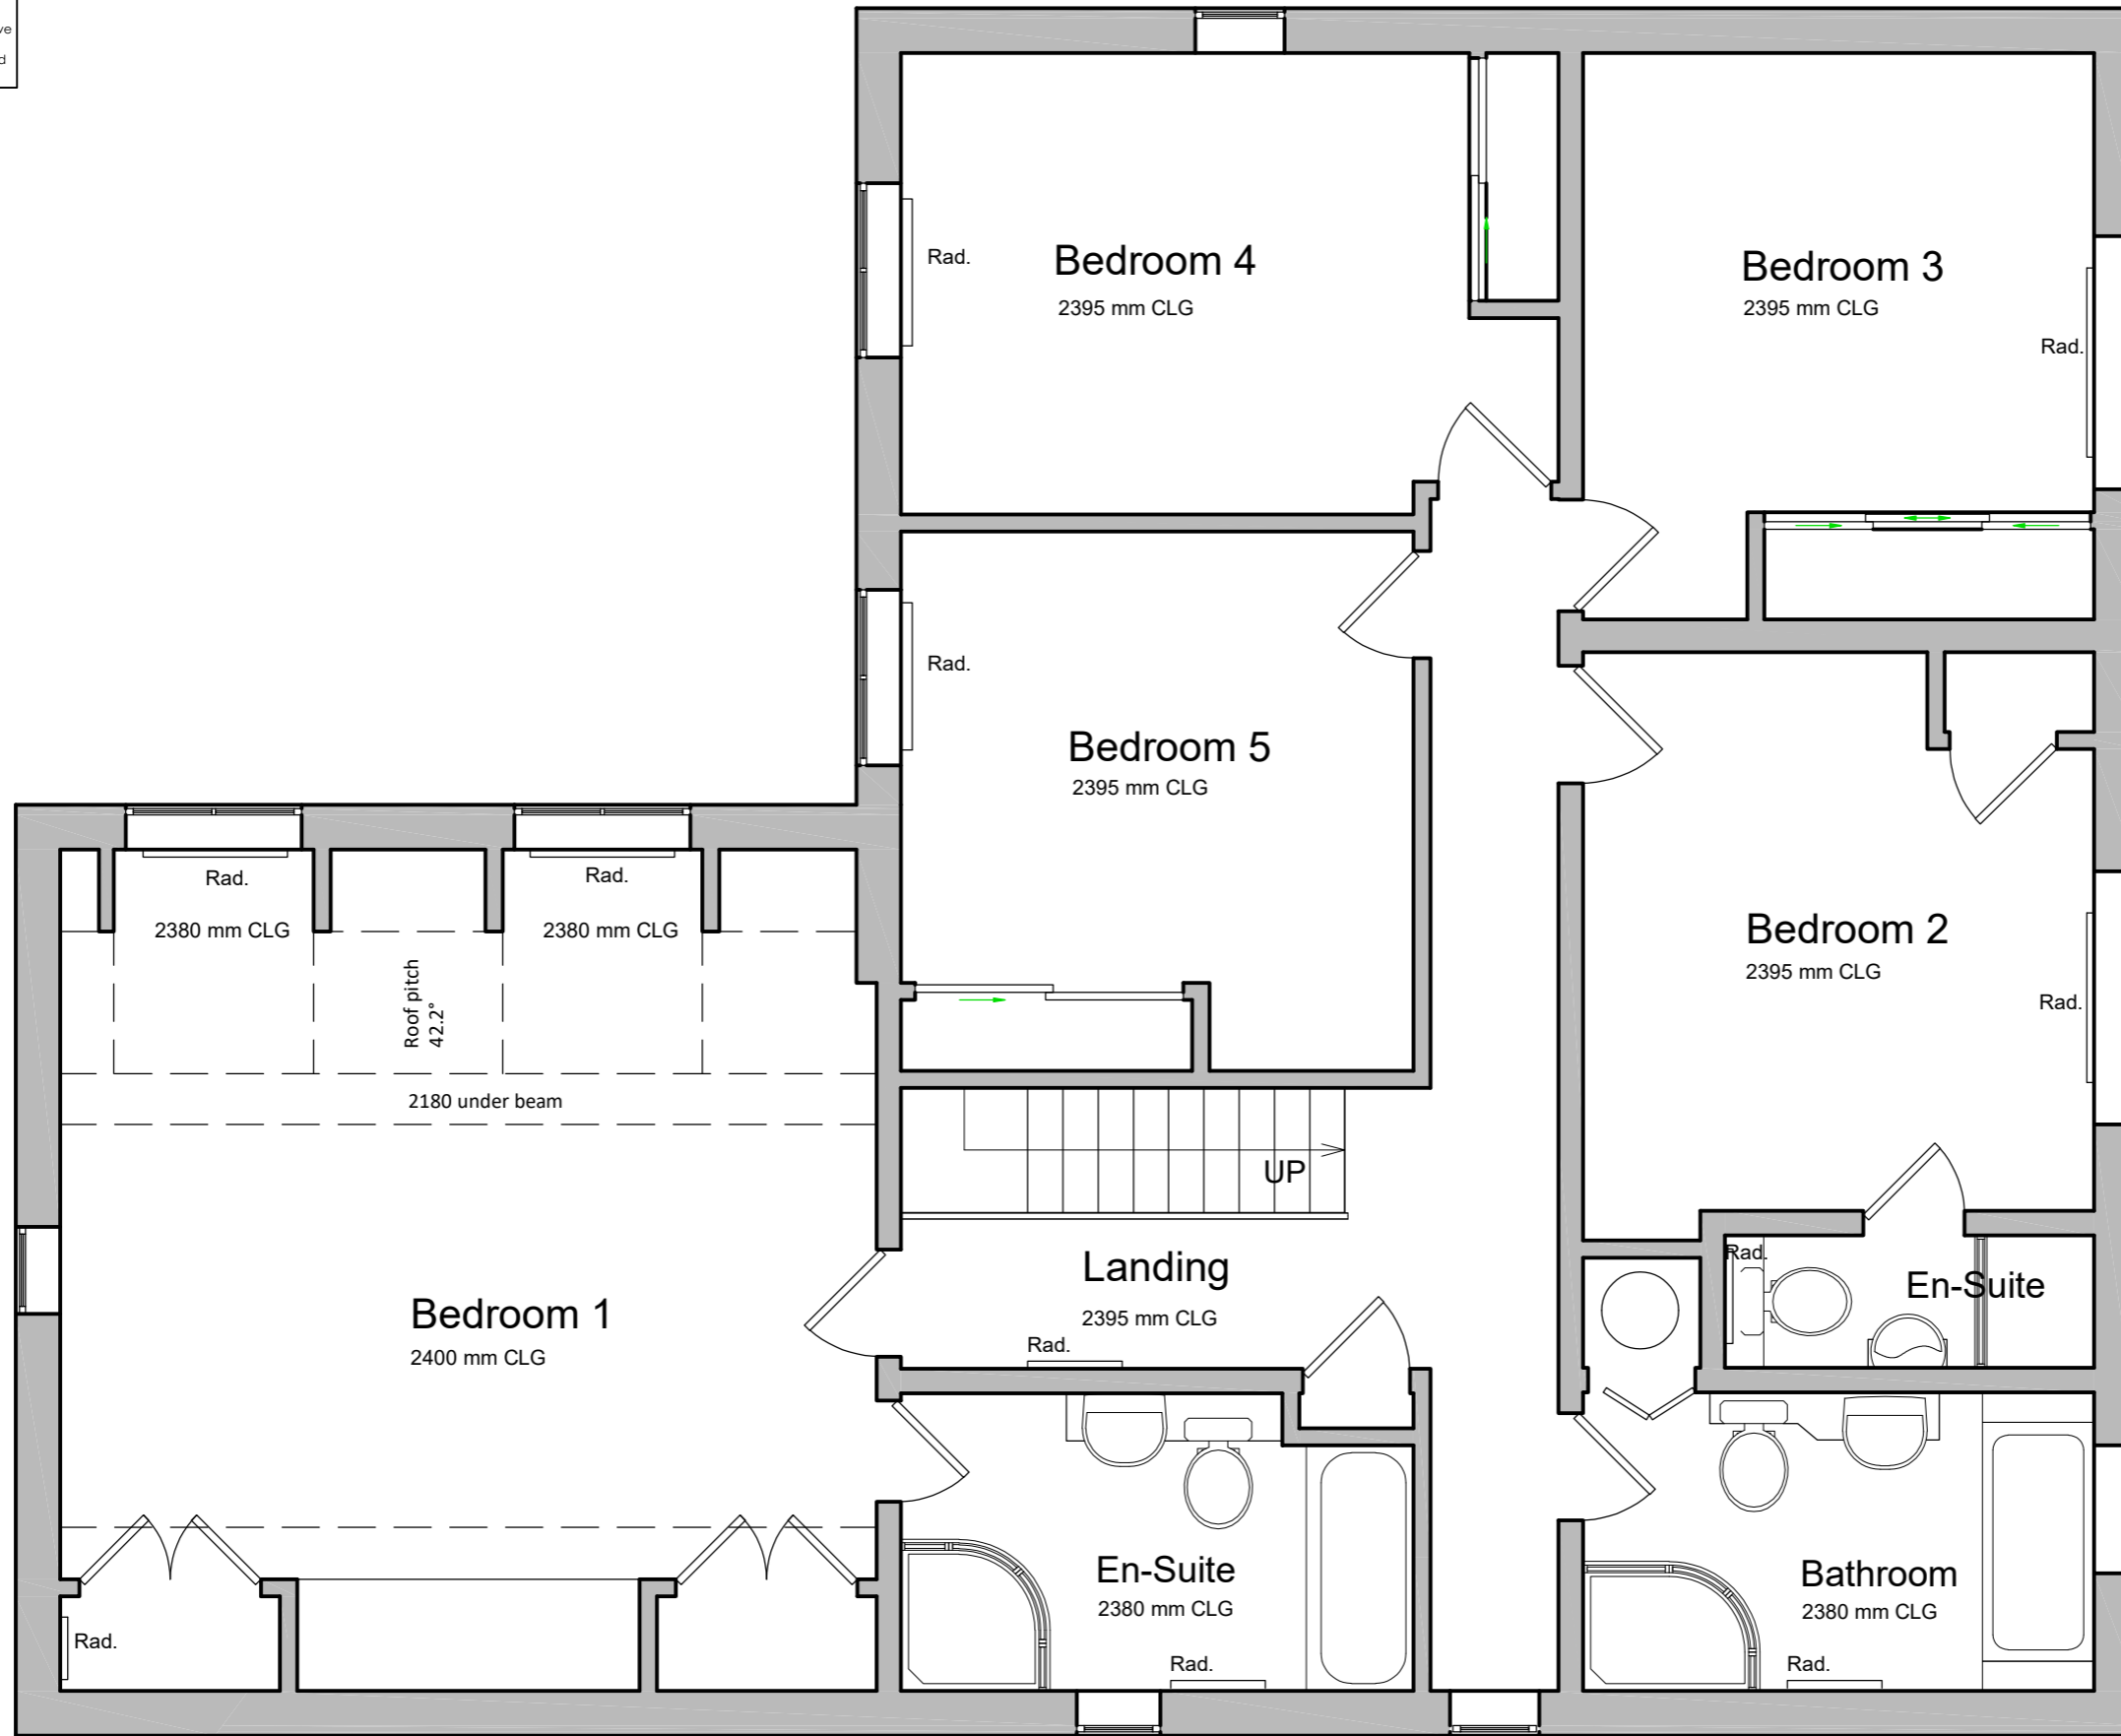 Bedroom 4
2395 mm CLG
Rad.
Bedroom 3
2395 mm CLG
Rad.
Rad.
Bedroom 5
2395 mm CLG
Rad.
2380 mm CLG
Rad.
2380 mm CLG
Roof pitch
42.2°
2180 under beam
Bedroom 2
2395 mm CLG
Rad.
UP
Landing
2395 mm CLG
Rad.
Rad.
En-Suite
Bedroom 1
2400 mm CLG
Rad.
En-Suite
2380 mm CLG
Rad.
Bathroom
2380 mm CLG
Rad.